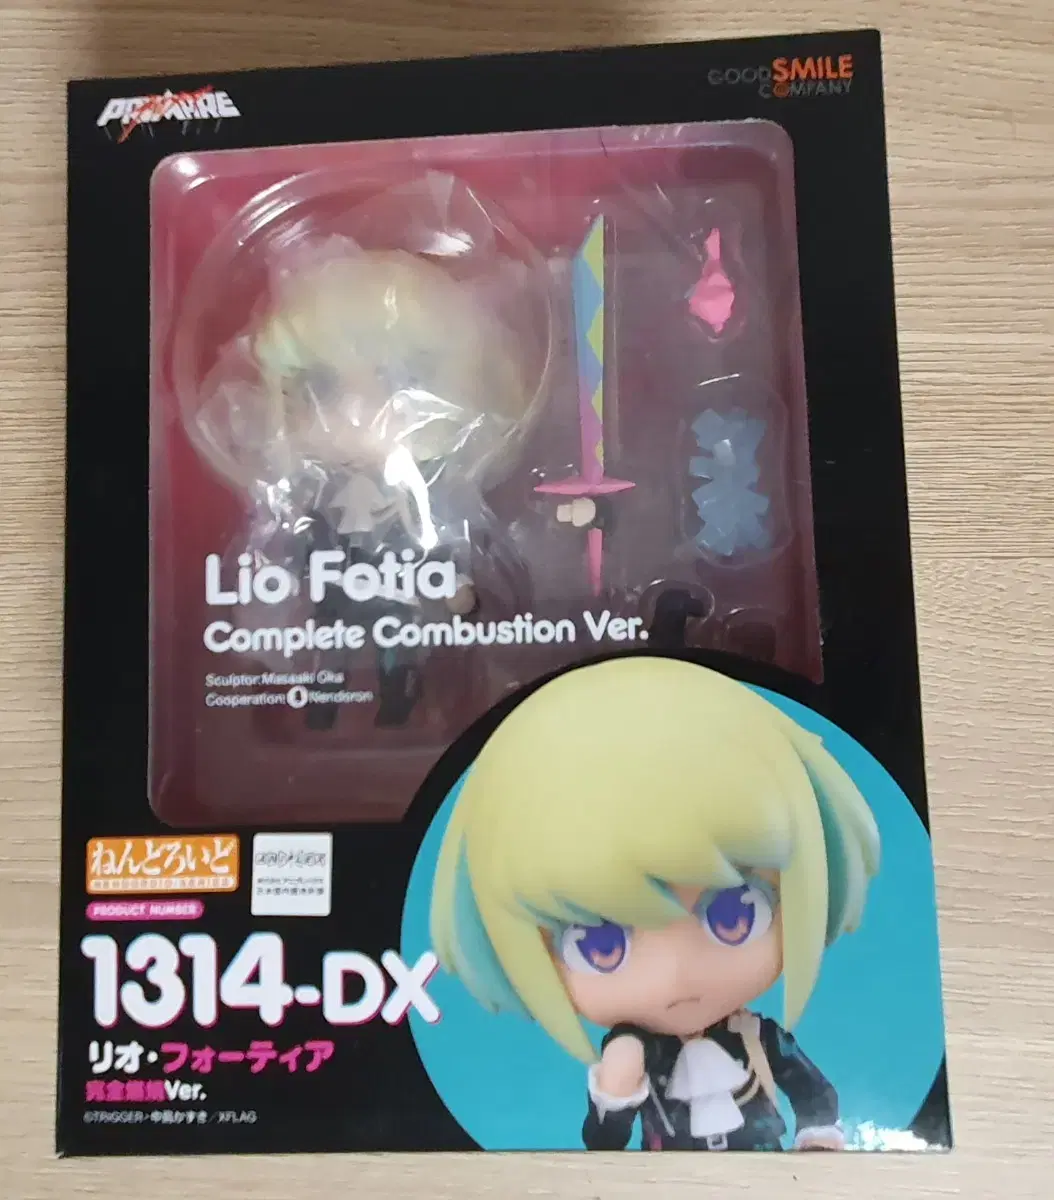 PROMARE
GOODSMILE
COMPANY
Lio Fotia
Complete Combustion Ver.
Sculptor:Masaaki Oka
Cooperation: Nendoron
ねんどろいど
NENDOROID SERIES
PRODUCT NUMBER
1314-DX
リオ・フォーティア
完全燃焼Ver.
©TRIGGER・中島かずき／XFLAG